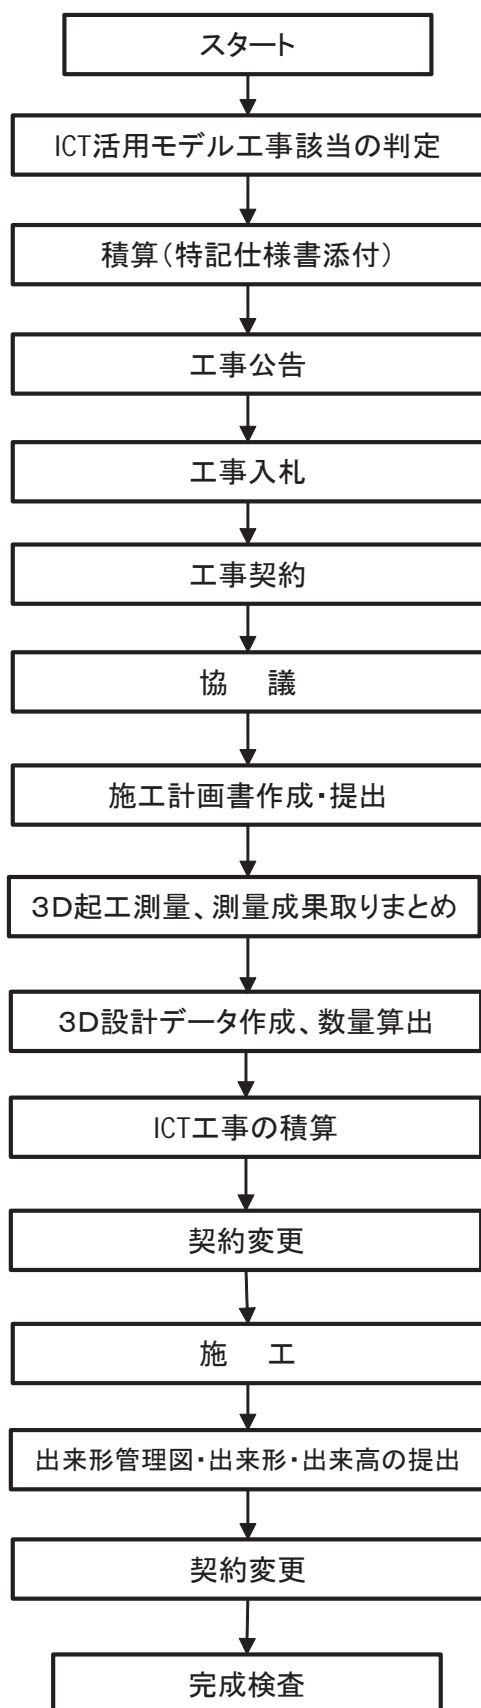 スタート
ICT活用モデル工事該当の判定
積算(特記仕様書添付)
工事公告
工事入札
工事契約
協　議
施工計画書作成・提出
３Ｄ起工測量、測量成果取りまとめ
３Ｄ設計データ作成、数量算出
ICT工事の積算
契約変更
施　工
出来形管理図・出来形・出来高の提出
契約変更
完成検査